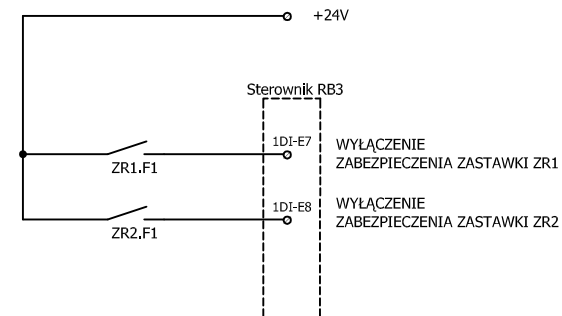 +24V
Sterownik RB3
1DI-E7
WYŁĄCZENIE
ZABEZPIECZENIA ZASTAWKI ZR1
ZR1.F1
1DI-E8
WYŁĄCZENIE
ZABEZPIECZENIA ZASTAWKI ZR2
ZR2.F1